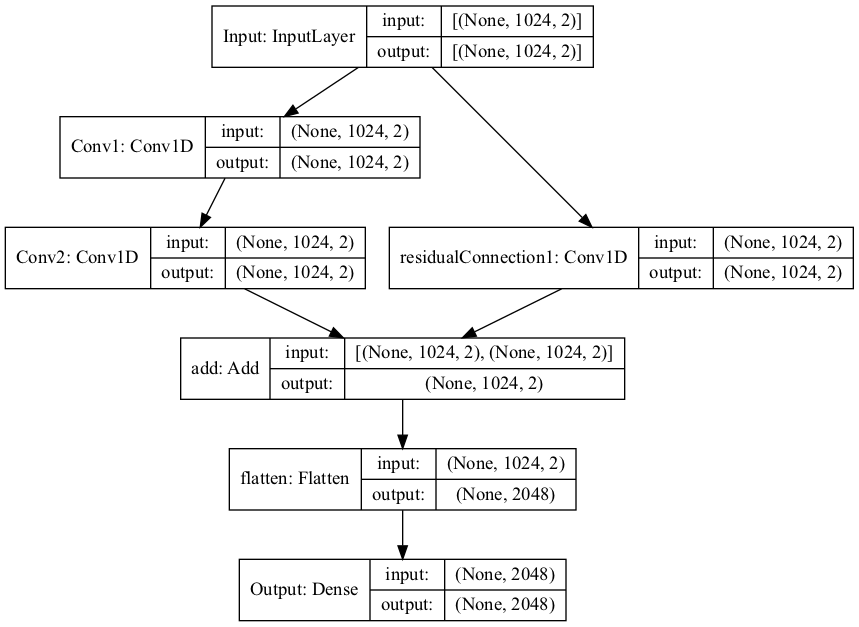 Input: InputLayer
input: [(None, 1024, 2)]
output: [(None, 1024, 2)]
Conv1: Conv1D
input: (None, 1024, 2)
output: (None, 1024, 2)
Conv2: Conv1D
input: (None, 1024, 2)
output: (None, 1024, 2)
residualConnection1: Conv1D
input: (None, 1024, 2)
output: (None, 1024, 2)
add: Add
input: [(None, 1024, 2), (None, 1024, 2)]
output: (None, 1024, 2)
flatten: Flatten
input: (None, 1024, 2)
output: (None, 2048)
Output: Dense
input: (None, 2048)
output: (None, 2048)